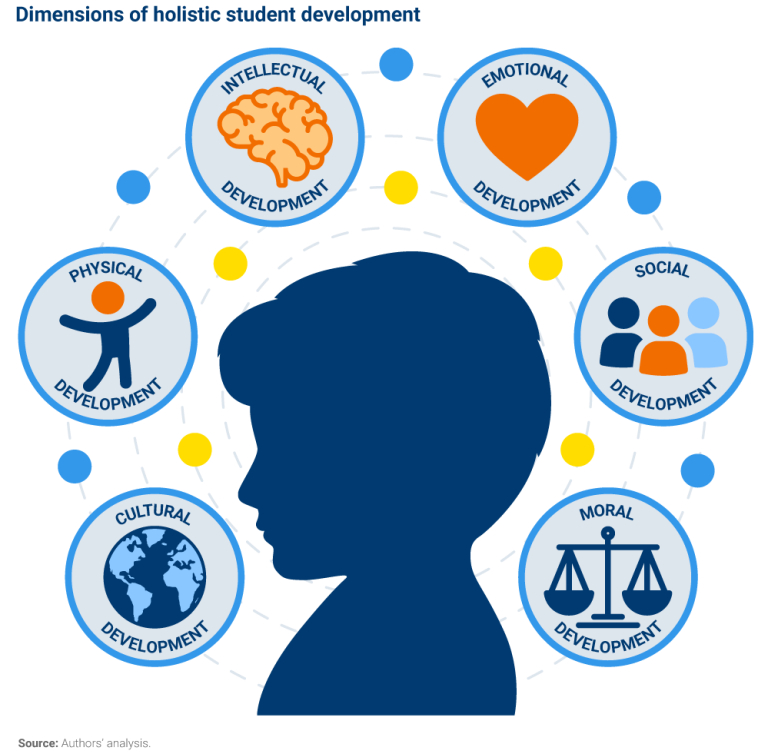 Dimensions of holistic student development
INTELLECTUAL
DEVELOPMENT
EMOTIONAL
DEVELOPMENT
PHYSICAL
DEVELOPMENT
SOCIAL
DEVELOPMENT
CULTURAL
DEVELOPMENT
MORAL
DEVELOPMENT
Source: Authors' analysis.